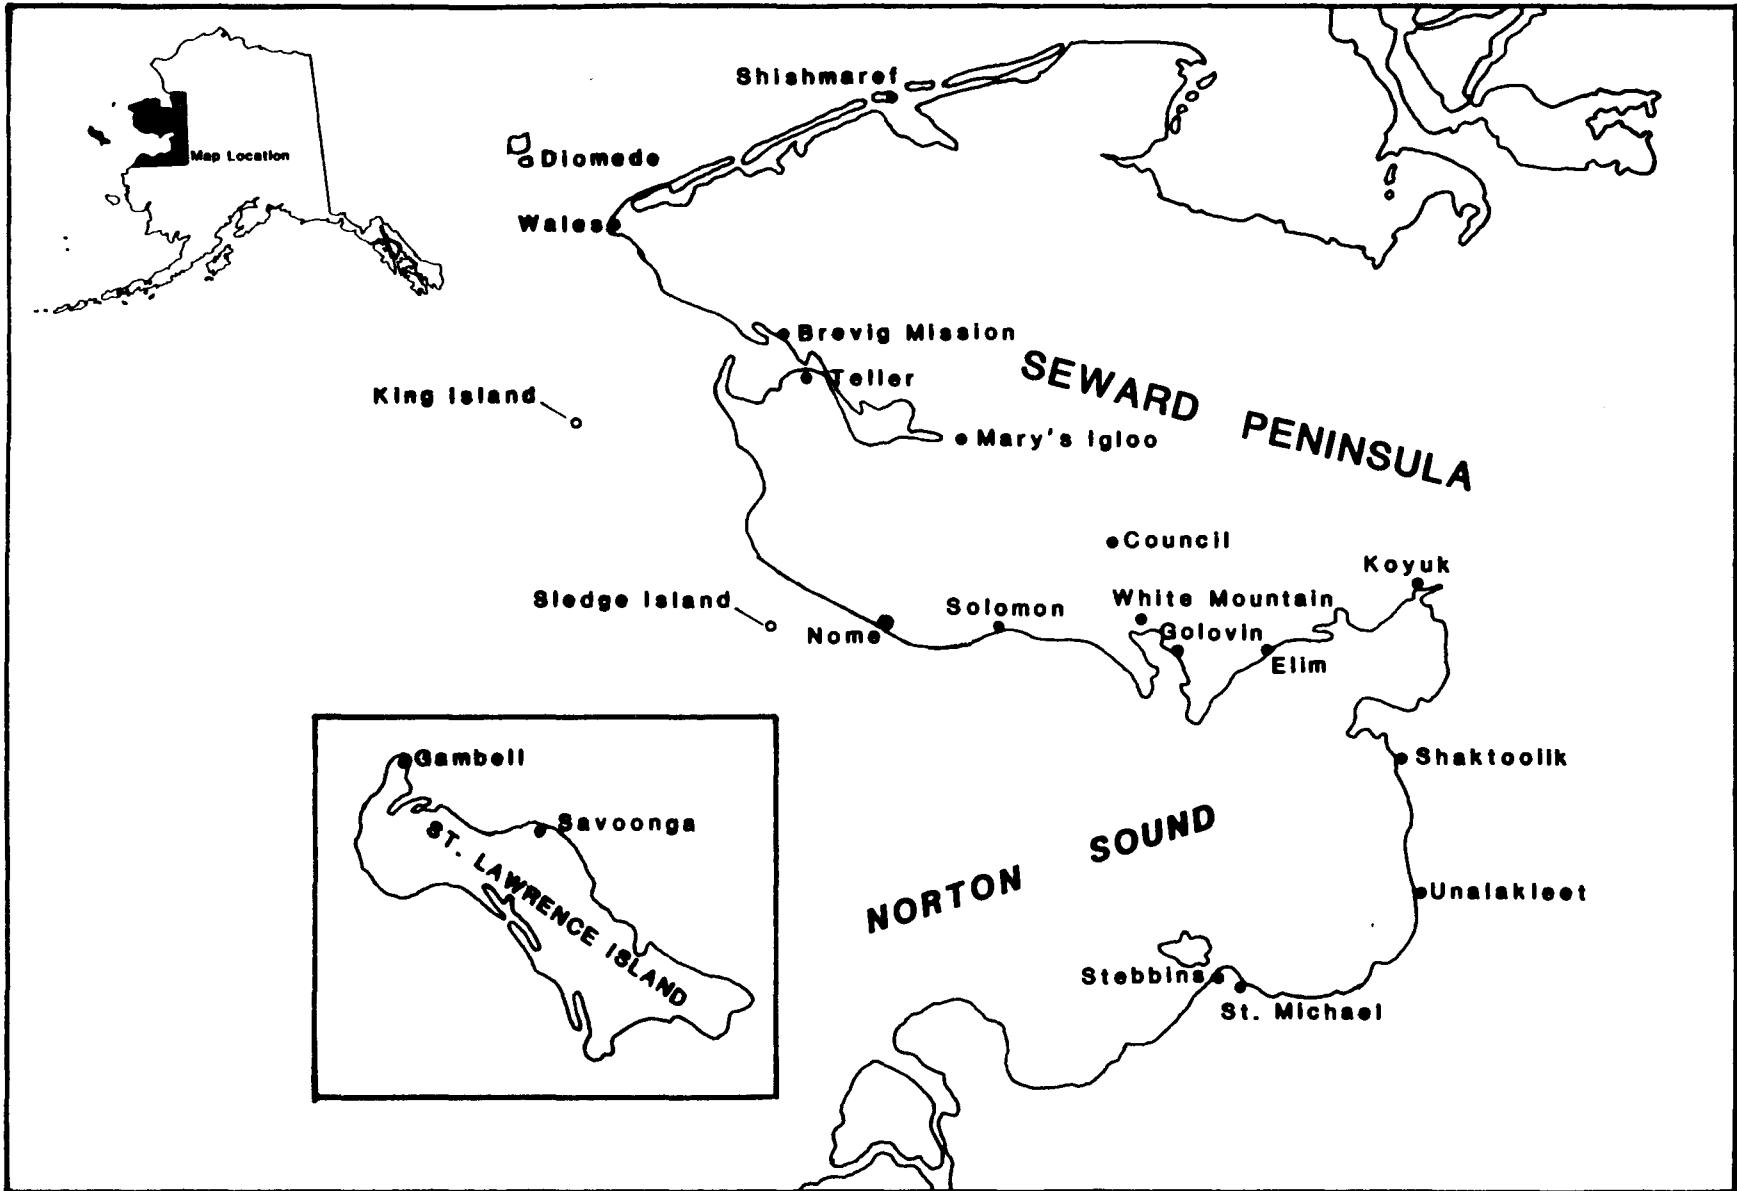 Shishmaref
Map Location
Diomede
Wales
Brevig Mission
Teller
King Island
Mary's Igloo
SEWARD PENINSULA
Council
Koyuk
Sledge Island
Solomon
White Mountain
Nome
Golovin
Elim
Gambell
Shaktoolik
Savoonga
ST. LAWRENCE ISLAND
NORTON SOUND
Unalakleet
Stebbins
St. Michael